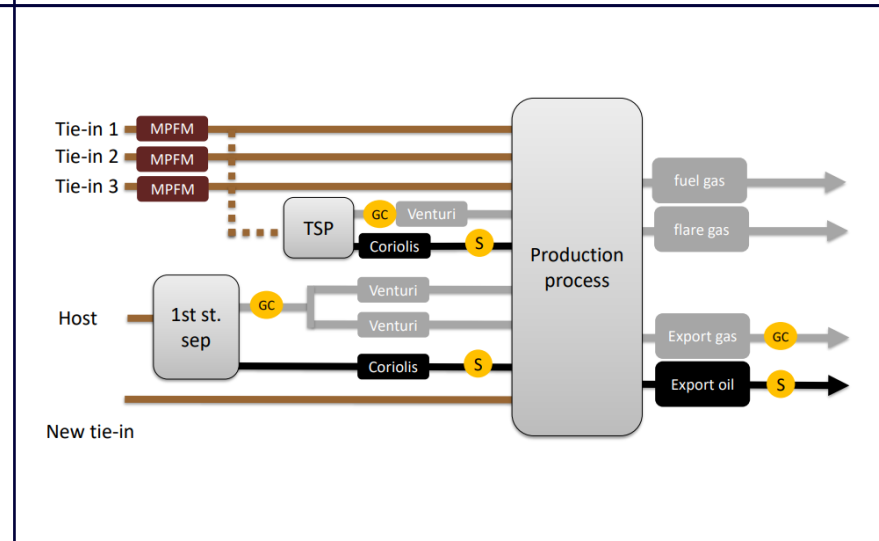 Tie-in 1
MPFM
Tie-in 2
MPFM
Tie-in 3
MPFM
fuel gas
TSP
GC
Venturi
flare gas
Coriolis
S
Production
process
Host
1st st.
sep
GC
Venturi
Venturi
Coriolis
S
Export gas
GC
Export oil
S
New tie-in